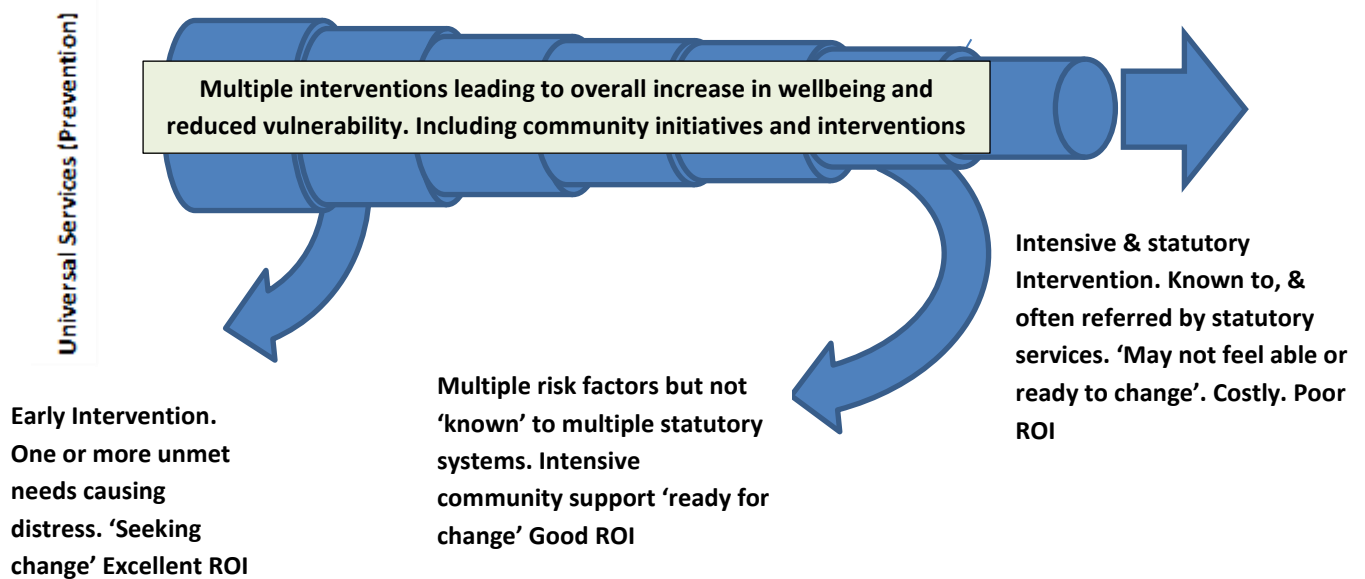 Universal Services (Prevention)
Multiple interventions leading to overall increase in wellbeing and
reduced vulnerability. Including community initiatives and interventions
Early Intervention.
One or more unmet
needs causing
distress. ‘Seeking
change’ Excellent ROI
Multiple risk factors but not
‘known’ to multiple statutory
systems. Intensive
community support ‘ready for
change’ Good ROI
Intensive & statutory
Intervention. Known to, &
often referred by statutory
services. ‘May not feel able or
ready to change’. Costly. Poor
ROI